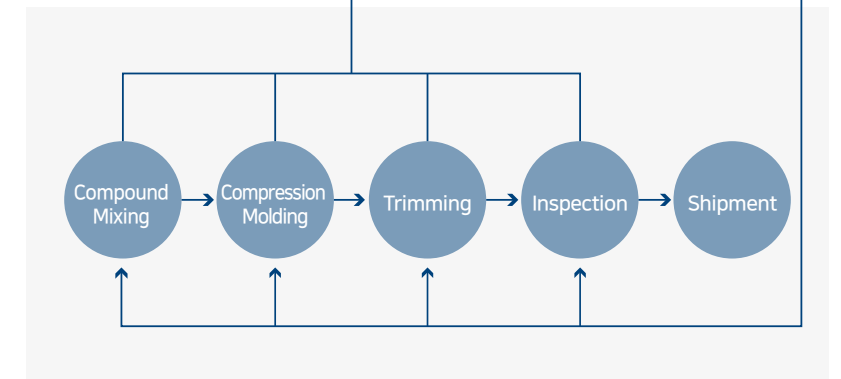 Compound
Mixing
Compression
Molding
Trimming
Inspection
Shipment